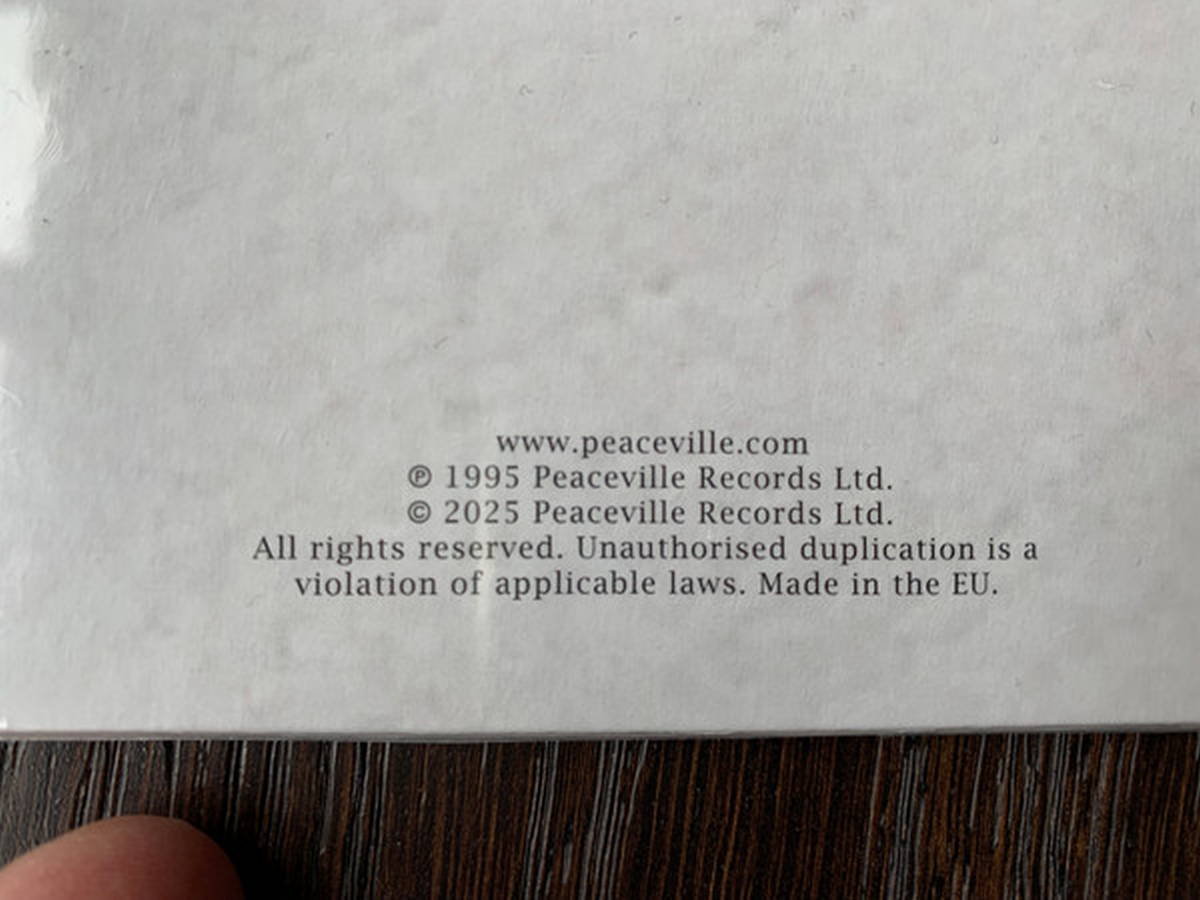 www.peaceville.com
℗ 1995 Peaceville Records Ltd.
© 2025 Peaceville Records Ltd.
All rights reserved. Unauthorised duplication is a
violation of applicable laws. Made in the EU.